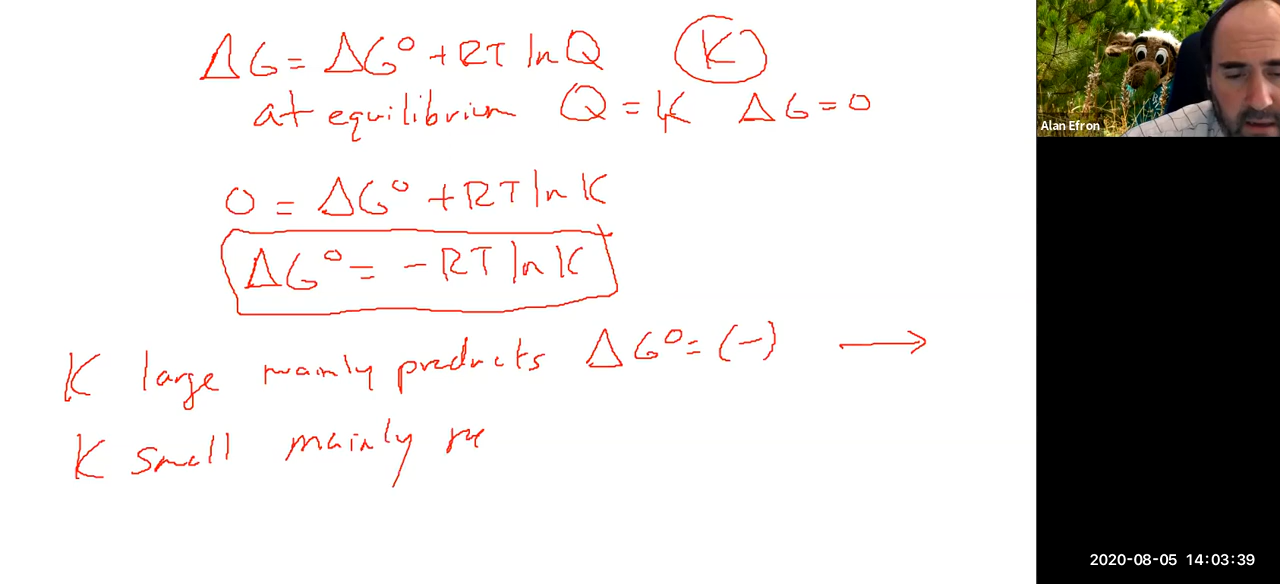 ΔG = ΔG° + RT ln Q K
at equilibrium Q = K ΔG = 0
0 = ΔG° + RT ln K
ΔG° = - RT ln K
K large mainly products ΔG° = (-) →
K small mainly re
Alan Efron
2020-08-05 14:03:39